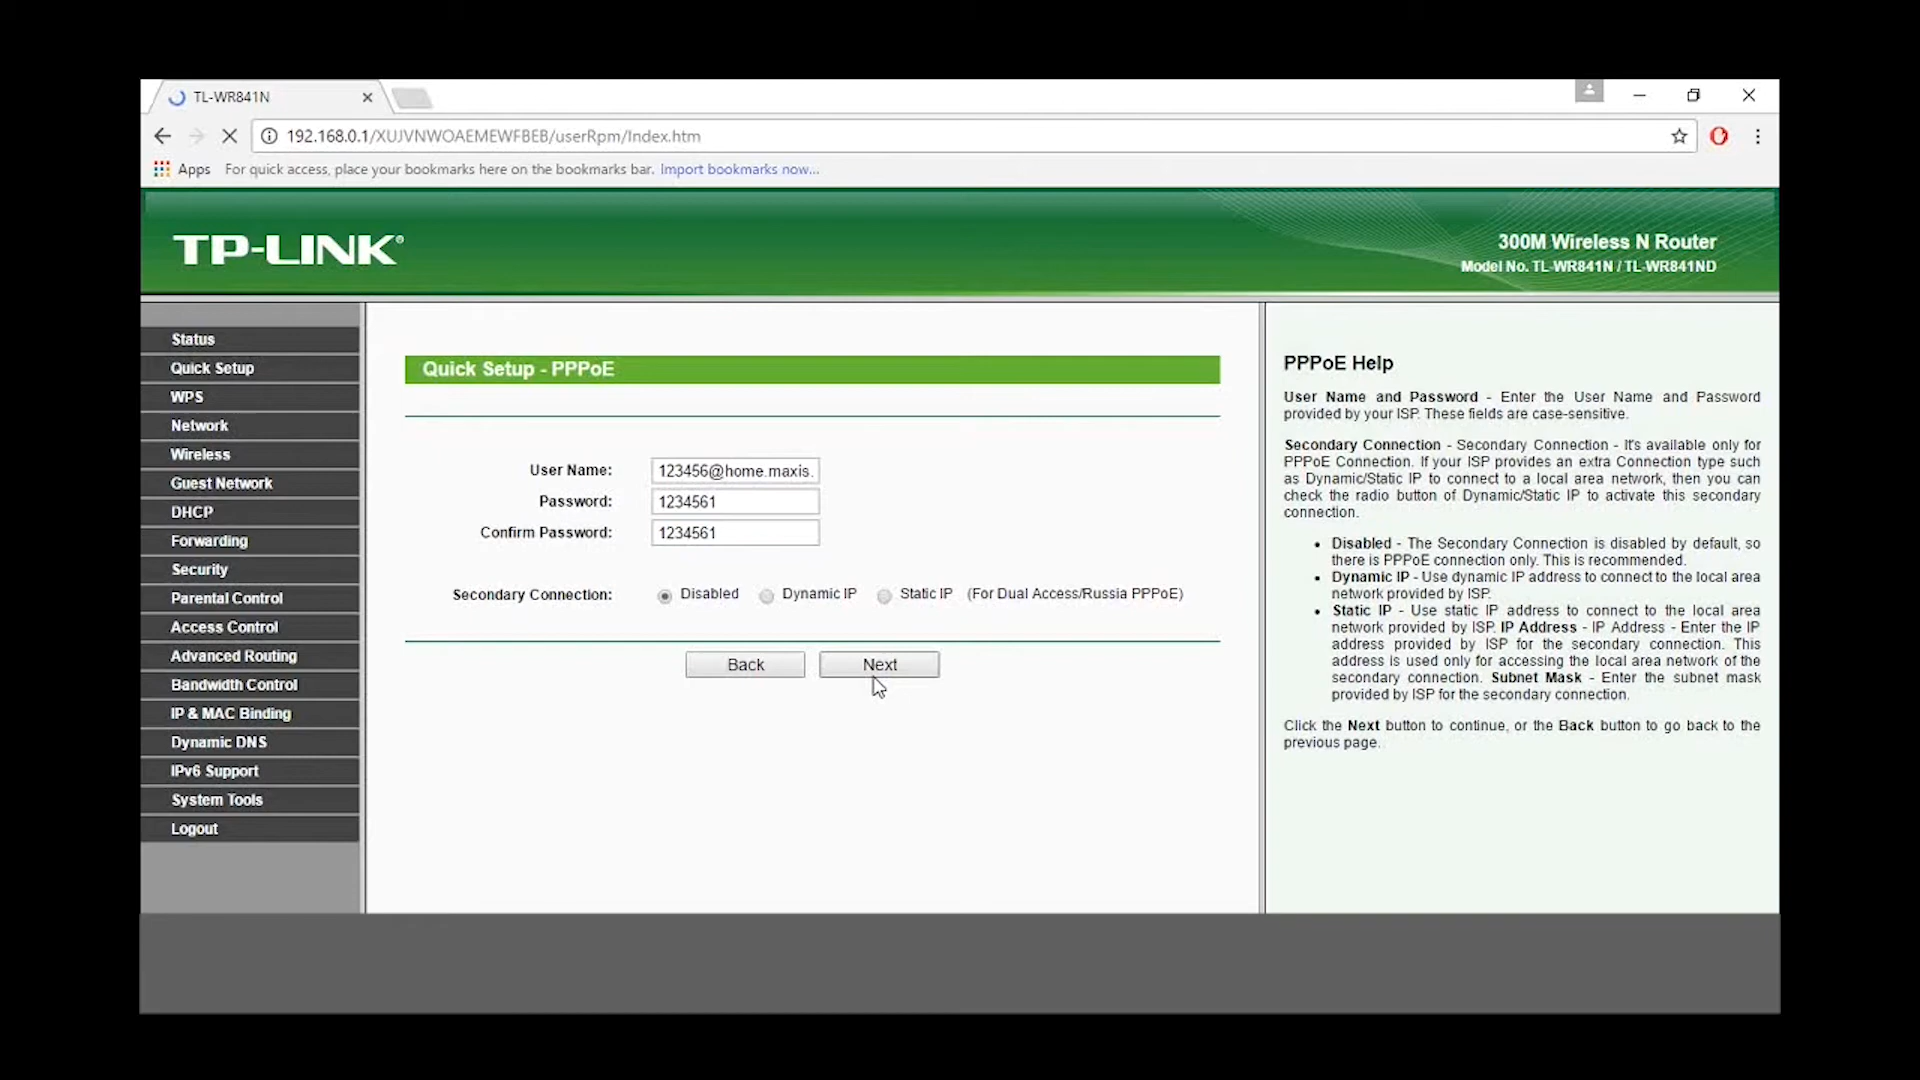 TL-WR841N
192.168.0.1/XUJVNWOAEMEWFBEB/userRpm/Index.htm
Apps For quick access, place your bookmarks here on the bookmarks bar. Import bookmarks now...
TP-LINK®
300M Wireless N Router
Model No. TL-WR841N / TL-WR841ND
Status
Quick Setup
WPS
Network
Wireless
Guest Network
DHCP
Forwarding
Security
Parental Control
Access Control
Advanced Routing
Bandwidth Control
IP & MAC Binding
Dynamic DNS
IPv6 Support
System Tools
Logout
Quick Setup - PPPoE
User Name: 123456@home.maxis.
Password: 1234561
Confirm Password: 1234561
Secondary Connection: Disabled Dynamic IP Static IP (For Dual Access/Russia PPPoE)
Back Next
PPPoE Help
User Name and Password - Enter the User Name and Password
provided by your ISP. These fields are case-sensitive.
Secondary Connection - Secondary Connection - It's available only for
PPPoE Connection. If your ISP provides an extra Connection type such
as Dynamic/Static IP to connect to a local area network, then you can
check the radio button of Dynamic/Static IP to activate this secondary
connection.
• Disabled - The Secondary Connection is disabled by default, so
there is PPPoE connection only. This is recommended.
• Dynamic IP - Use dynamic IP address to connect to the local area
network provided by ISP.
• Static IP - Use static IP address to connect to the local area
network provided by ISP. IP Address - IP Address - Enter the IP
address provided by ISP for the secondary connection. This
address is used only for accessing the local area network of the
secondary connection. Subnet Mask - Enter the subnet mask
provided by ISP for the secondary connection.
Click the Next button to continue, or the Back button to go back to the
previous page.